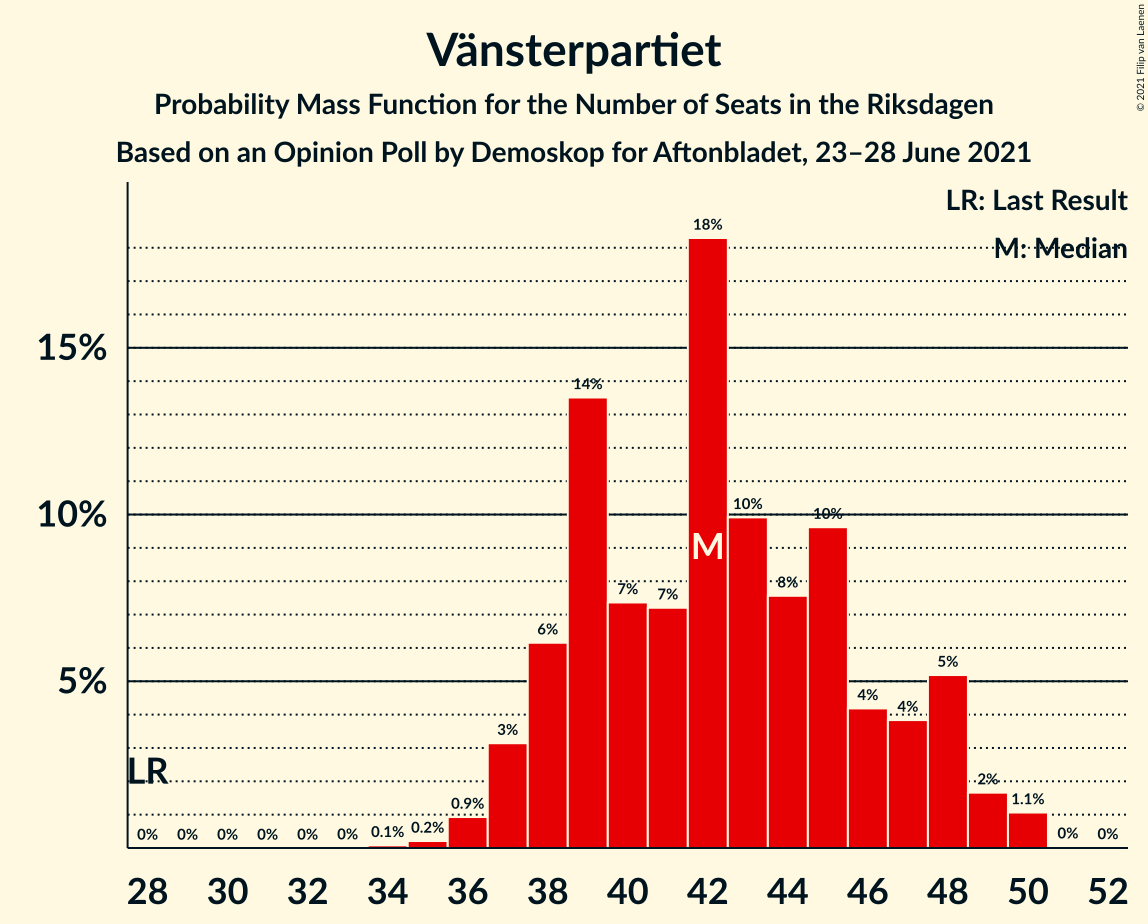 © 2021 Filip van Laenen
Vänsterpartiet
Probability Mass Function for the Number of Seats in the Riksdagen
Based on an Opinion Poll by Demoskop for Aftonbladet, 23–28 June 2021
LR: Last Result
M: Median
15%
10%
5%
LR
0% 0% 0% 0% 0% 0% 0.1% 0.2% 0.9% 3% 6% 14% 7% 7% 18% 10% 8% 10% 4% 4% 5% 2% 1.1% 0% 0%
M
28 30 32 34 36 38 40 42 44 46 48 50 52